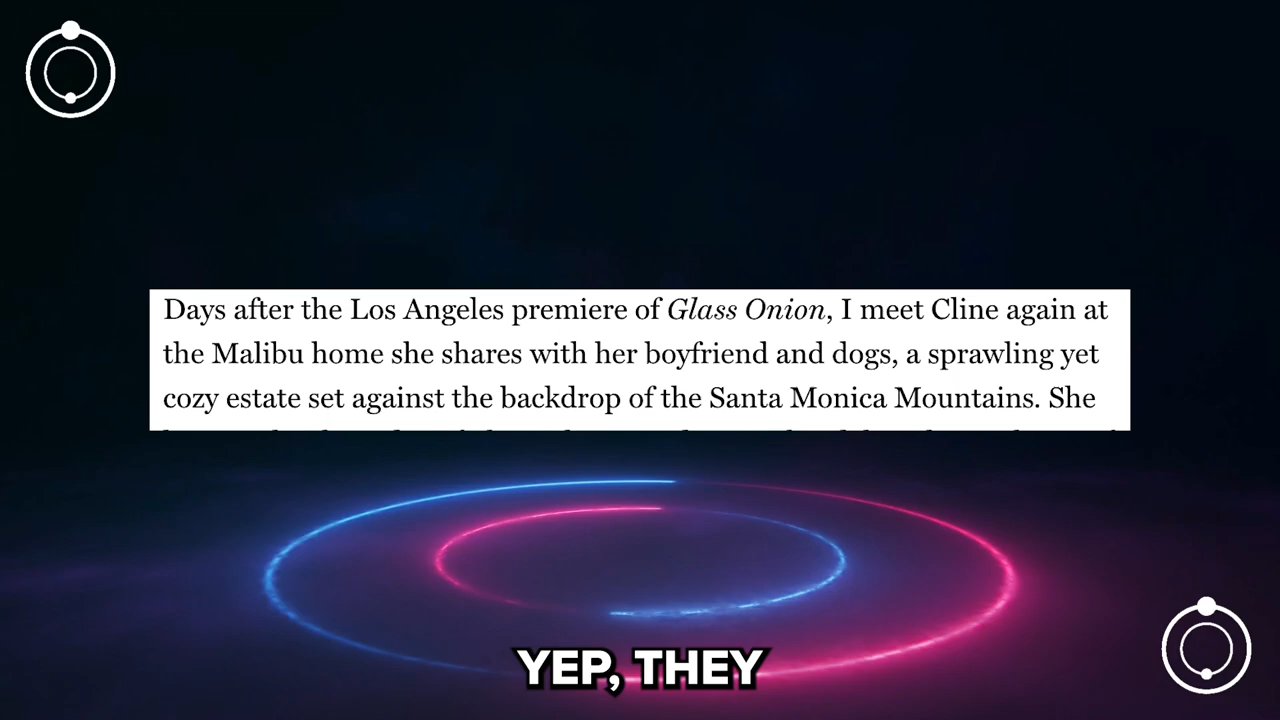 Days after the Los Angeles premiere of Glass Onion, I meet Cline again at
the Malibu home she shares with her boyfriend and dogs, a sprawling yet
cozy estate set against the backdrop of the Santa Monica Mountains. She
YEP, THEY